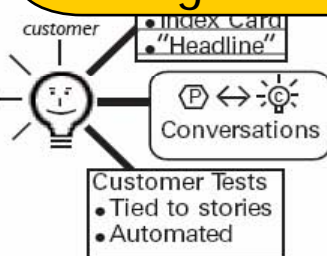 customer
• Index Card
• "Headline"
P ↔ C
Conversations
Customer Tests
• Tied to stories
• Automated